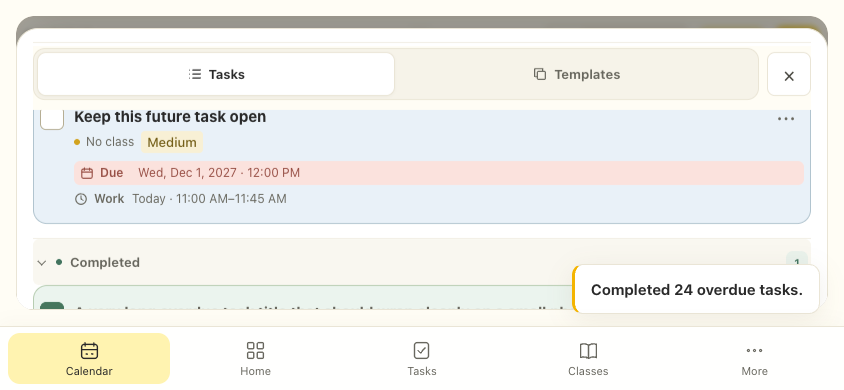 Tasks
Templates
Keep this future task open
No class Medium
Due Wed, Dec 1, 2027 · 12:00 PM
Work Today · 11:00 AM–11:45 AM
Completed
1
Completed 24 overdue tasks.
Calendar
Home
Tasks
Classes
More